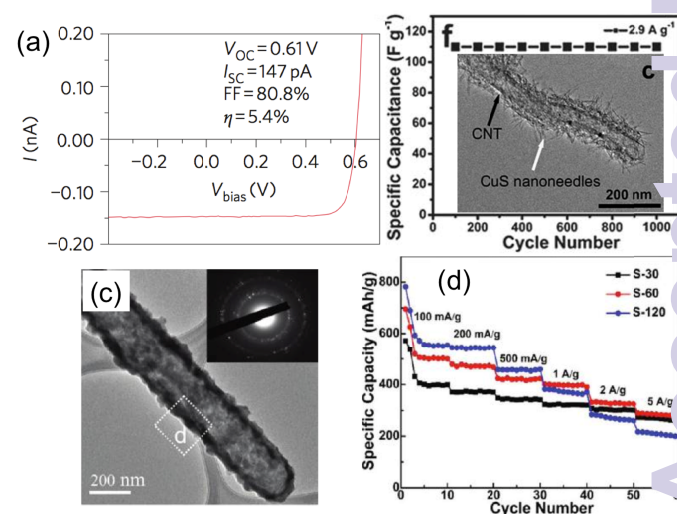 (a)
0.20
0.10
0.00
−0.10
−0.20
I (nA)
V_OC = 0.61 V
I_SC = 147 pA
FF = 80.8%
η = 5.4%
−0.2 0.0 0.2 0.4 0.6
V_bias (V)
f
2.9 A g⁻¹
120
100
80
60
40
20
0
Specific Capacitance (F g⁻¹)
c
CNT
CuS nanoneedles
200 nm
0 200 400 600 800 1000
Cycle Number
(c)
d
200 nm
(d)
S-30
S-60
S-120
800
600
400
200
0
Specific Capacity (mAh/g)
100 mA/g
200 mA/g
500 mA/g
1 A/g
2 A/g
5 A/g
0 10 20 30 40 50
Cycle Number